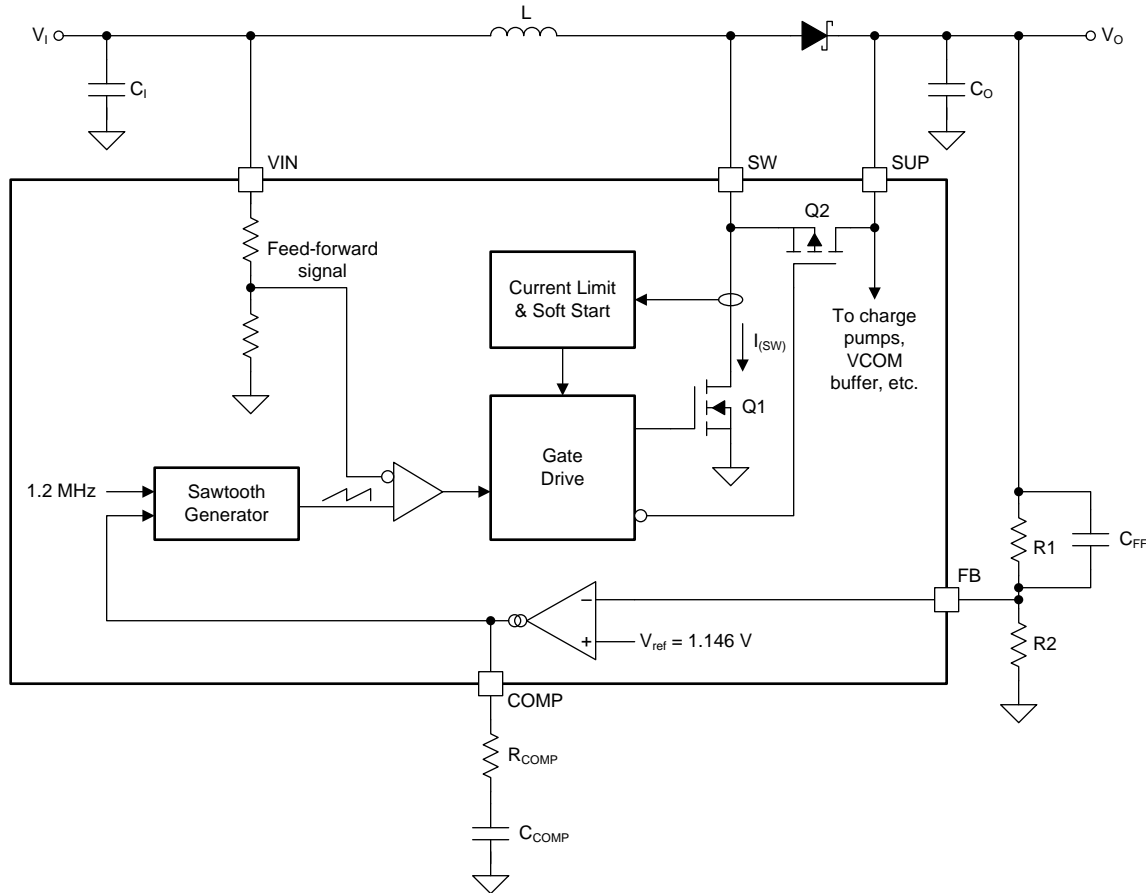 L
V_I
V_O
C_I
C_O
VIN
SW
SUP
Q2
Feed-forward
signal
Current Limit
& Soft Start
I_(SW)
To charge
pumps,
VCOM
buffer, etc.
Q1
Gate
Drive
1.2 MHz
Sawtooth
Generator
R1
C_FF
FB
−
+
V_ref = 1.146 V
R2
COMP
R_COMP
C_COMP